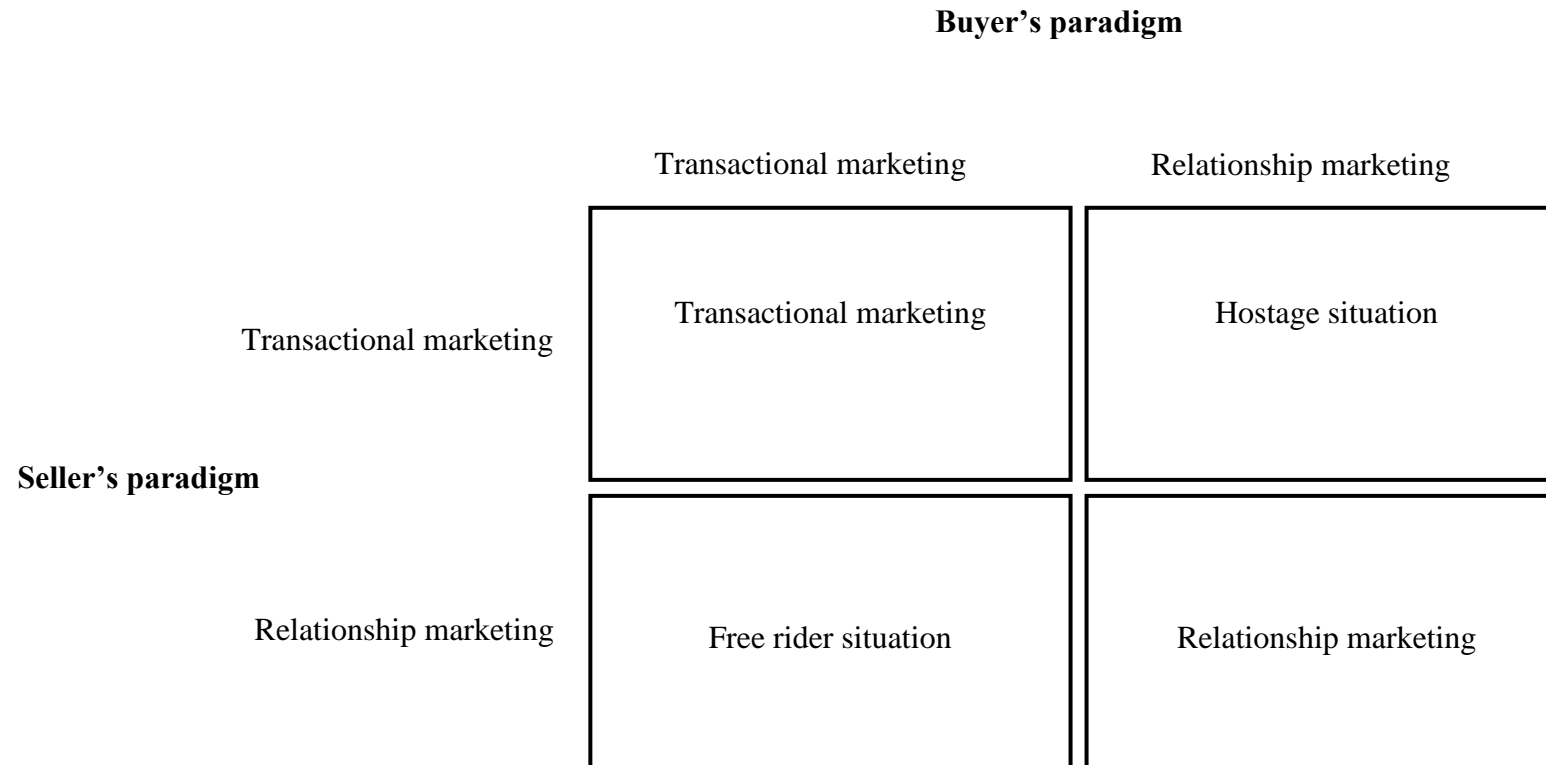 Buyer’s paradigm
Transactional marketing
Relationship marketing
Transactional marketing
Transactional marketing
Hostage situation
Seller’s paradigm
Relationship marketing
Free rider situation
Relationship marketing